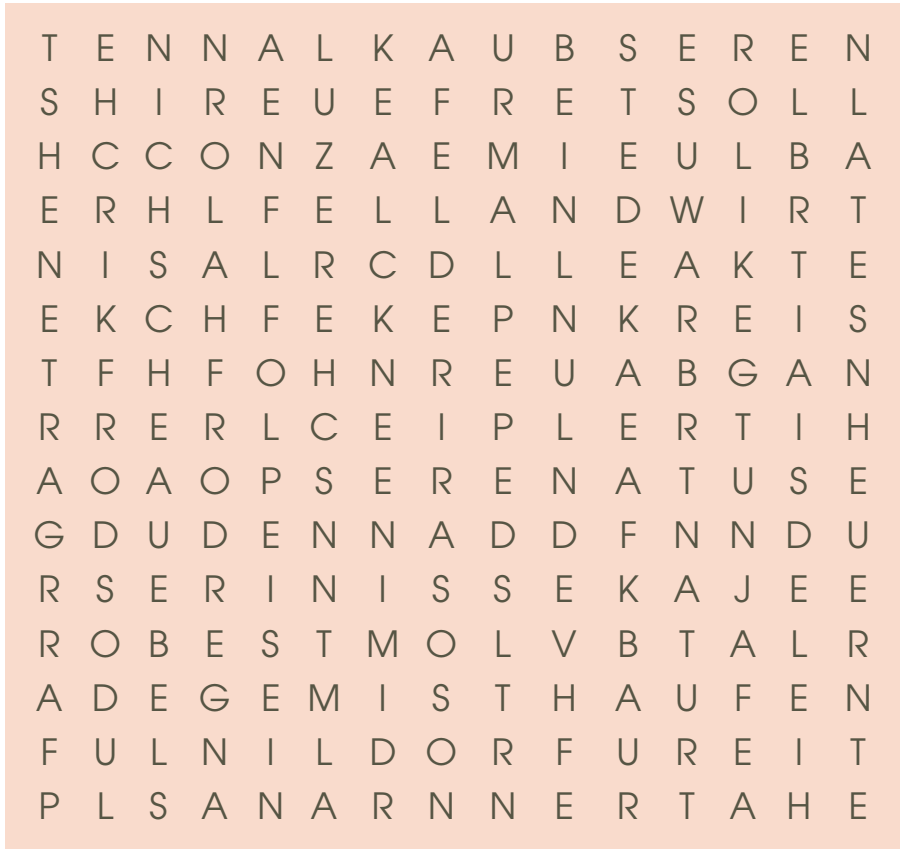 T E N N A L K A U B S E R E N
S H I R E U E F R E T S O L L
H C C O N Z A E M I E U L B A
E R H L F E L L A N D W I R T
N I S A L R C D L L E A K T E
E K C H F E K E P N K R E I S
T F H F O H N R E U A B G A N
R R E R L C E I P L E R T I H
A O A O P S E R E N A T U S E
G D U D E N N A D D F N N D U
R S E R I N I S S E K A J E E
R O B E S T M O L V B T A L R
A D E G E M I S T H A U F E N
F U L N I L D O R F U R E I T
P L S A N A R N N E R T A H E